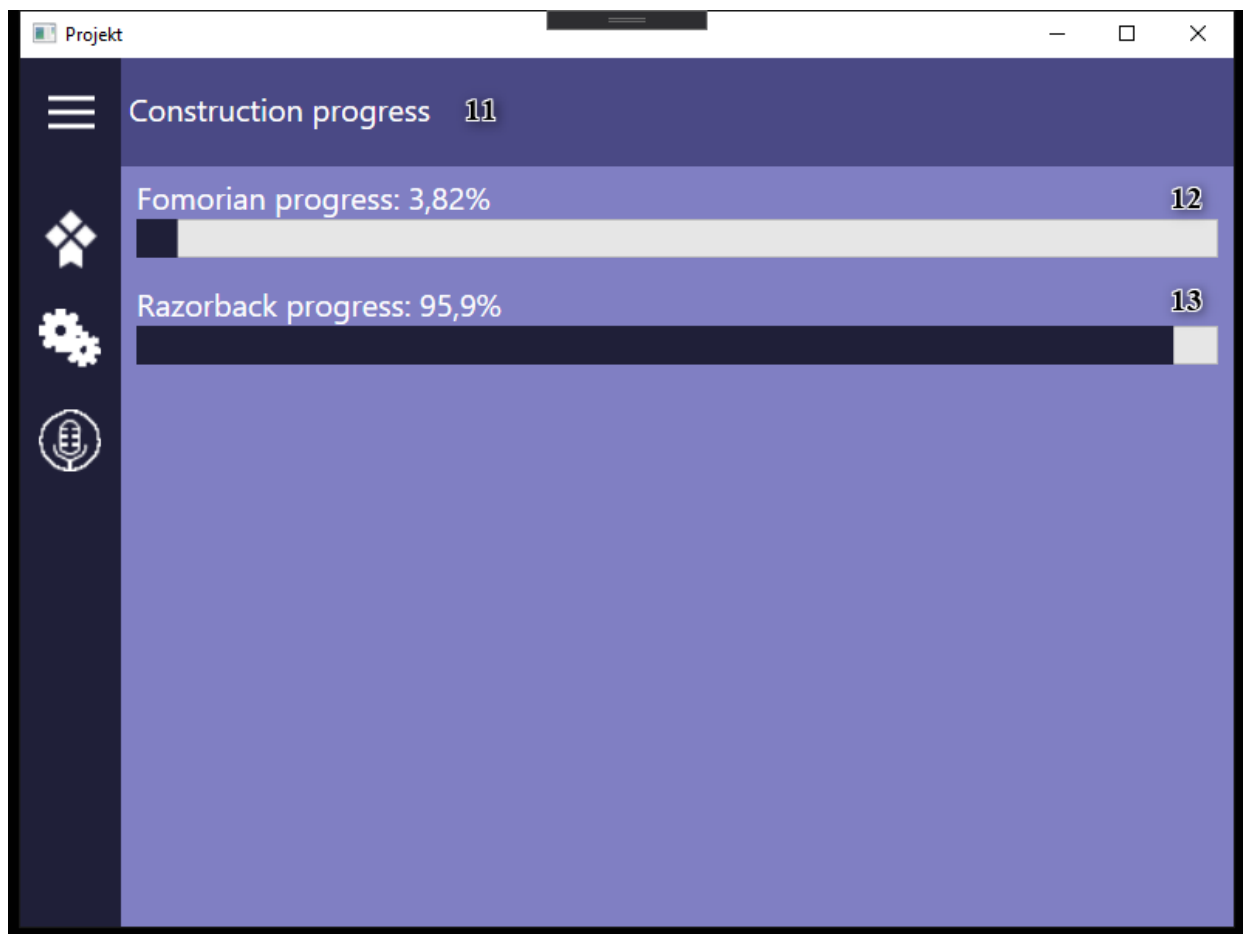 Projekt
Construction progress 11
Fomorian progress: 3,82% 12
Razorback progress: 95,9% 13